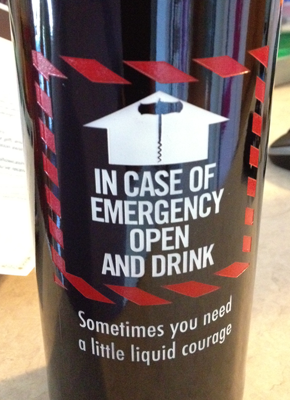 IN CASE OF
EMERGENCY
OPEN
AND DRINK
Sometimes you need
a little liquid courage